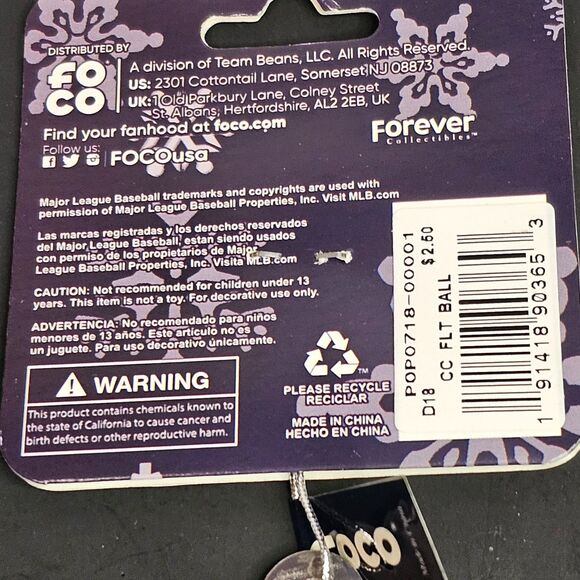 DISTRIBUTED BY
FOCO
A division of Team Beans, LLC. All Rights Reserved.
US: 2301 Cottontail Lane, Somerset NJ 08873
UK: 1 Old Parkbury Lane, Colney Street
St. Albans, Hertfordshire, AL2 2EB, UK
Find your fanhood at foco.com
Follow us:
FOCOusa
Forever
Collectibles™
Major League Baseball trademarks and copyrights are used with
permission of Major League Baseball Properties, Inc. Visit MLB.com
Las marcas registradas y los derechos reservados
del Major League Baseball, estan siendo usados
con permiso de los propietarios de Major
League Baseball Properties, Inc. Visita MLB.com
CAUTION: Not recommended for children under 13
years. This item is not a toy. For decorative use only.
ADVERTENCIA: No recomendado para niños
menores de 13 años. Este artículo no es
un juguete. Para uso decorativo únicamente.
WARNING
This product contains chemicals known to
the state of California to cause cancer and
birth defects or other reproductive harm.
TM
PLEASE RECYCLE
RECICLAR
MADE IN CHINA
HECHO EN CHINA
POP0718-00001
$2.50
D18 CC FLT BALL
1 91418 90365 3
FOCO